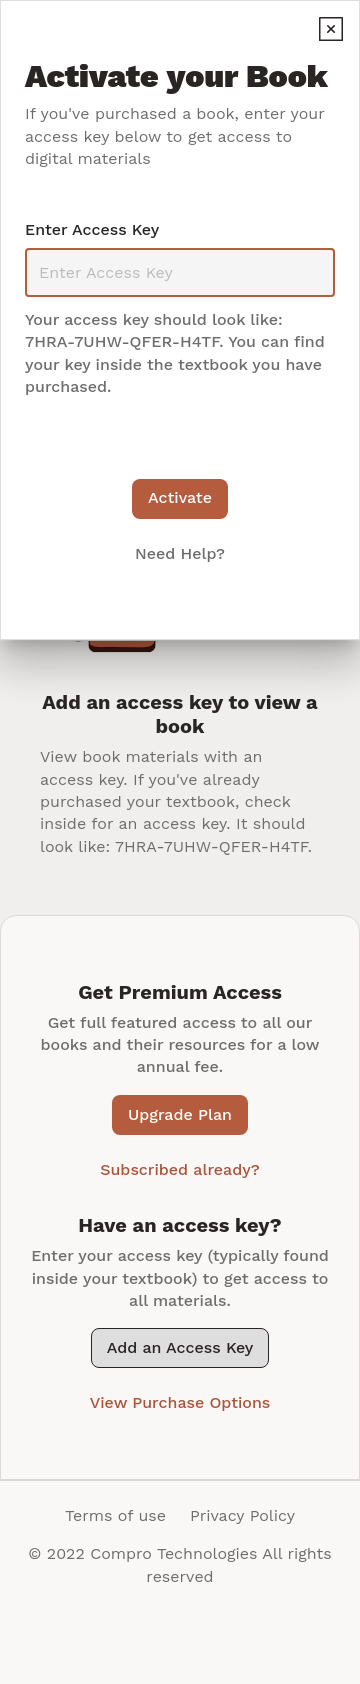 Activate your Book
If you've purchased a book, enter your
access key below to get access to
digital materials
Enter Access Key
Enter Access Key
Your access key should look like:
7HRA-7UHW-QFER-H4TF. You can find
your key inside the textbook you have
purchased.
Activate
Need Help?
Add an access key to view a
book
View book materials with an
access key. If you've already
purchased your textbook, check
inside for an access key. It should
look like: 7HRA-7UHW-QFER-H4TF.
Get Premium Access
Get full featured access to all our
books and their resources for a low
annual fee.
Upgrade Plan
Subscribed already?
Have an access key?
Enter your access key (typically found
inside your textbook) to get access to
all materials.
Add an Access Key
View Purchase Options
Terms of use Privacy Policy
© 2022 Compro Technologies All rights
reserved